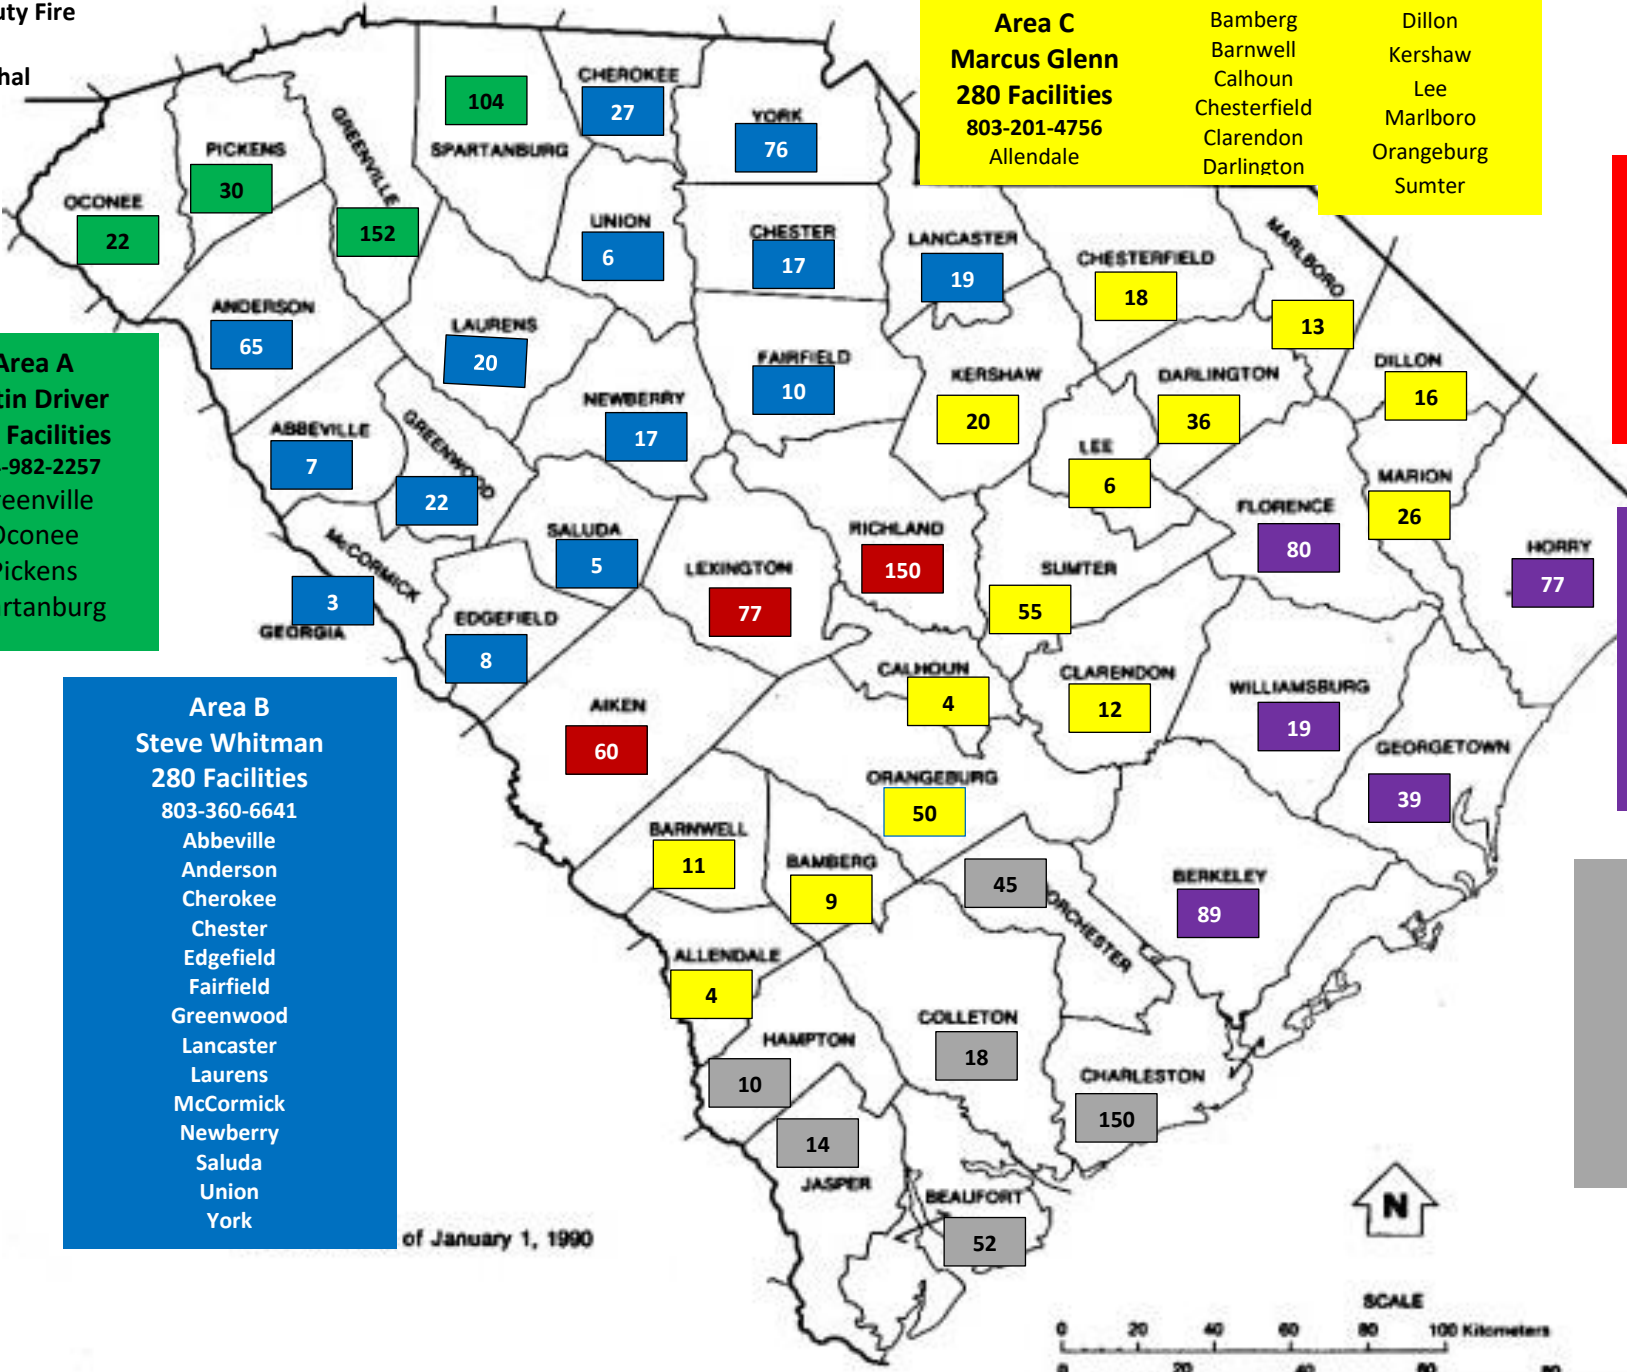 uty Fire
hal
Area C
Marcus Glenn
280 Facilities
803-201-4756
Allendale
Bamberg
Barnwell
Calhoun
Chesterfield
Clarendon
Darlington
Dillon
Kershaw
Lee
Marlboro
Orangeburg
Sumter
CHEROKEE
27
104
SPARTANBURG
YORK
76
GREENVILLE
152
PICKENS
30
OCONEE
22
UNION
6
CHESTER
17
LANCASTER
19
CHESTERFIELD
18
MARLBORO
13
ANDERSON
65
LAURENS
20
FAIRFIELD
10
KERSHAW
20
DARLINGTON
36
DILLON
16
NEWBERRY
17
ABBEVILLE
7
GREENWOOD
22
LEE
6
MARION
26
Area A
tin Driver
Facilities
-982-2257
reenville
Oconee
Pickens
artanburg
SALUDA
5
LEXINGTON
77
RICHLAND
150
SUMTER
55
FLORENCE
80
HORRY
77
McCORMICK
3
GEORGIA
EDGEFIELD
8
CALHOUN
4
CLARENDON
12
WILLIAMSBURG
19
GEORGETOWN
39
AIKEN
60
ORANGEBURG
50
BARNWELL
11
BAMBERG
9
45
ORCHESTER
BERKELEY
89
ALLENDALE
4
HAMPTON
10
COLLETON
18
CHARLESTON
150
14
JASPER
BEAUFORT
52
Area B
Steve Whitman
280 Facilities
803-360-6641
Abbeville
Anderson
Cherokee
Chester
Edgefield
Fairfield
Greenwood
Lancaster
Laurens
McCormick
Newberry
Saluda
Union
York
of January 1, 1990
N
SCALE
0 20 40 60 80 100 Kilometers